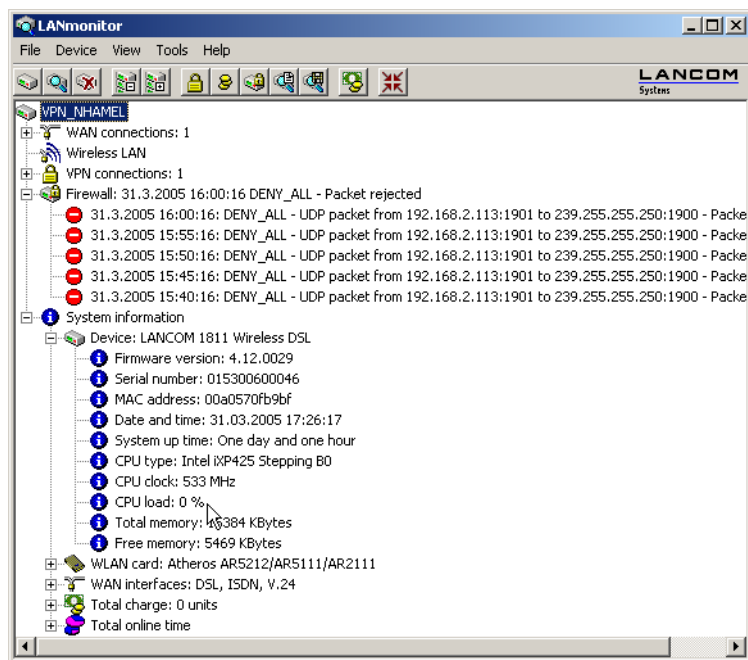 LANmonitor
File Device View Tools Help
LANCOM
Systems
VPN_NHAMEL
WAN connections: 1
Wireless LAN
VPN connections: 1
Firewall: 31.3.2005 16:00:16 DENY_ALL - Packet rejected
31.3.2005 16:00:16: DENY_ALL - UDP packet from 192.168.2.113:1901 to 239.255.255.250:1900 - Packe
31.3.2005 15:55:16: DENY_ALL - UDP packet from 192.168.2.113:1901 to 239.255.255.250:1900 - Packe
31.3.2005 15:50:16: DENY_ALL - UDP packet from 192.168.2.113:1901 to 239.255.255.250:1900 - Packe
31.3.2005 15:45:16: DENY_ALL - UDP packet from 192.168.2.113:1901 to 239.255.255.250:1900 - Packe
31.3.2005 15:40:16: DENY_ALL - UDP packet from 192.168.2.113:1901 to 239.255.255.250:1900 - Packe
System information
Device: LANCOM 1811 Wireless DSL
Firmware version: 4.12.0029
Serial number: 015300600046
MAC address: 00a0570fb9bf
Date and time: 31.03.2005 17:26:17
System up time: One day and one hour
CPU type: Intel iXP425 Stepping B0
CPU clock: 533 MHz
CPU load: 0 %
Total memory: 16384 KBytes
Free memory: 5469 KBytes
WLAN card: Atheros AR5212/AR5111/AR2111
WAN interfaces: DSL, ISDN, V.24
Total charge: 0 units
Total online time